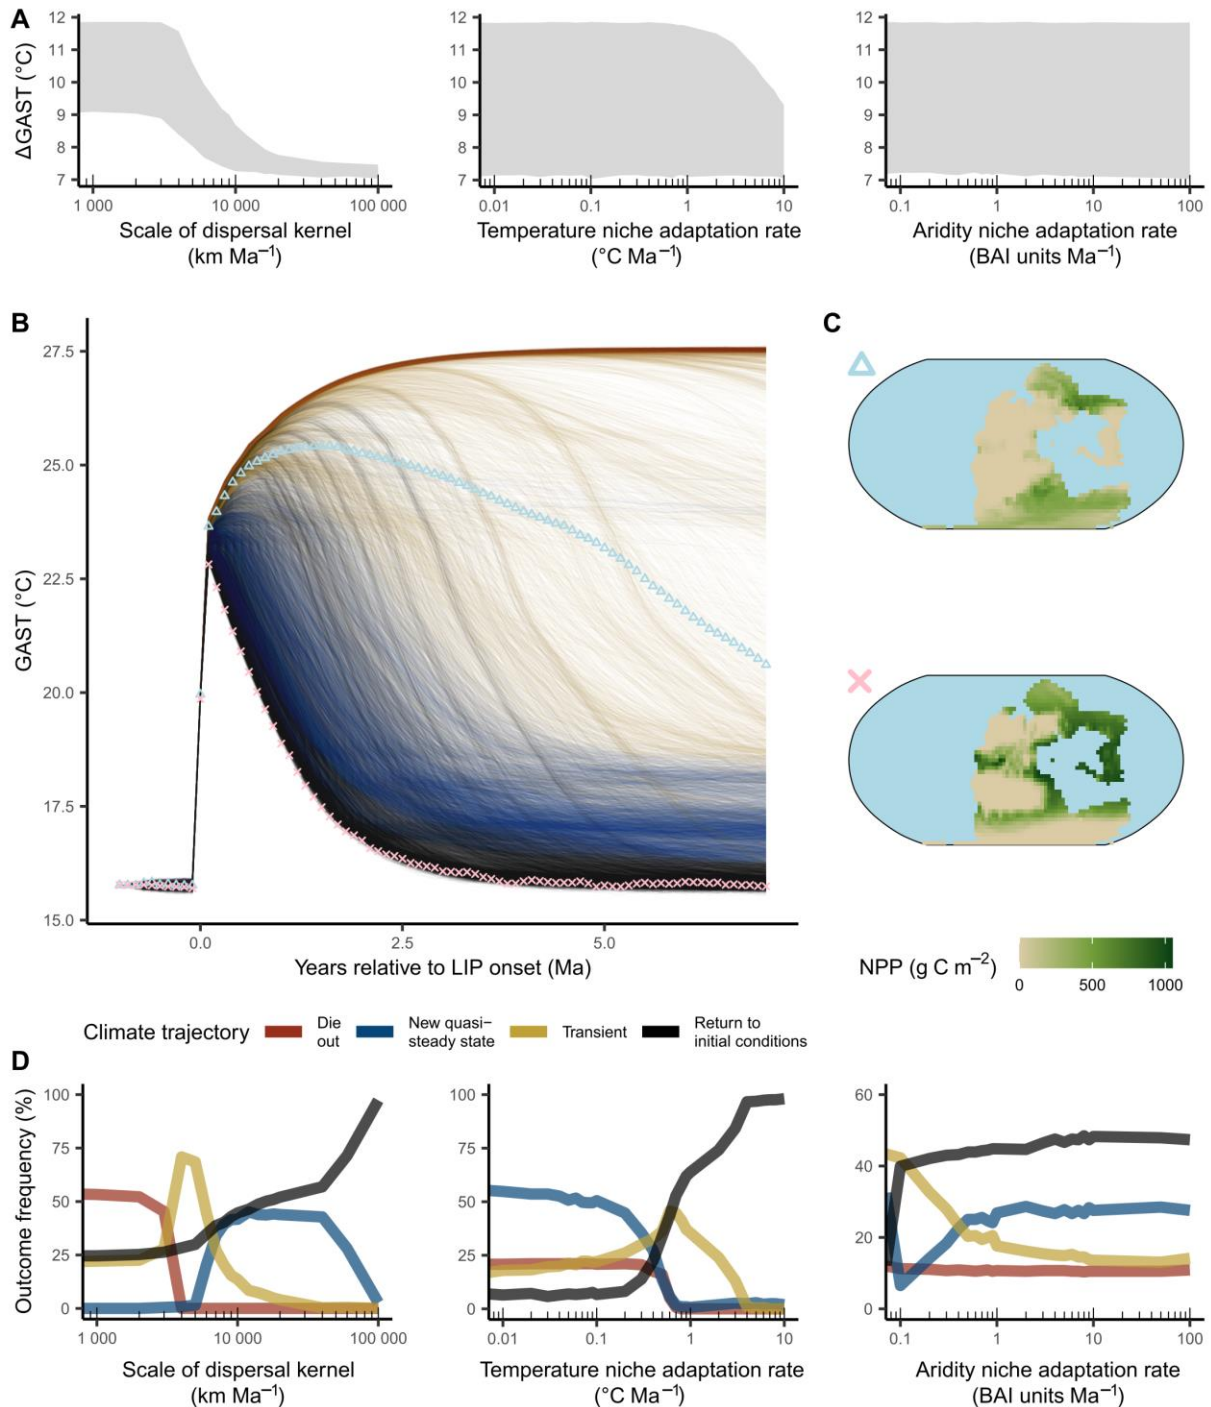 A
ΔGAST (°C)
12
11
10
9
8
7
1 000
10 000
100 000
Scale of dispersal kernel
(km Ma⁻¹)
12
11
10
9
8
7
0.01
0.1
1
10
Temperature niche adaptation rate
(°C Ma⁻¹)
12
11
10
9
8
7
0.1
1
10
100
Aridity niche adaptation rate
(BAI units Ma⁻¹)
B
GAST (°C)
27.5
25.0
22.5
20.0
17.5
15.0
0.0
2.5
5.0
Years relative to LIP onset (Ma)
C
NPP (g C m⁻²)
0
500
1000
Climate trajectory
Die
out
New quasi−
steady state
Transient
Return to
initial conditions
D
Outcome frequency (%)
100
75
50
25
0
1 000
10 000
100 000
Scale of dispersal kernel
(km Ma⁻¹)
100
75
50
25
0
0.01
0.1
1
10
Temperature niche adaptation rate
(°C Ma⁻¹)
60
40
20
0
0.1
1
10
100
Aridity niche adaptation rate
(BAI units Ma⁻¹)